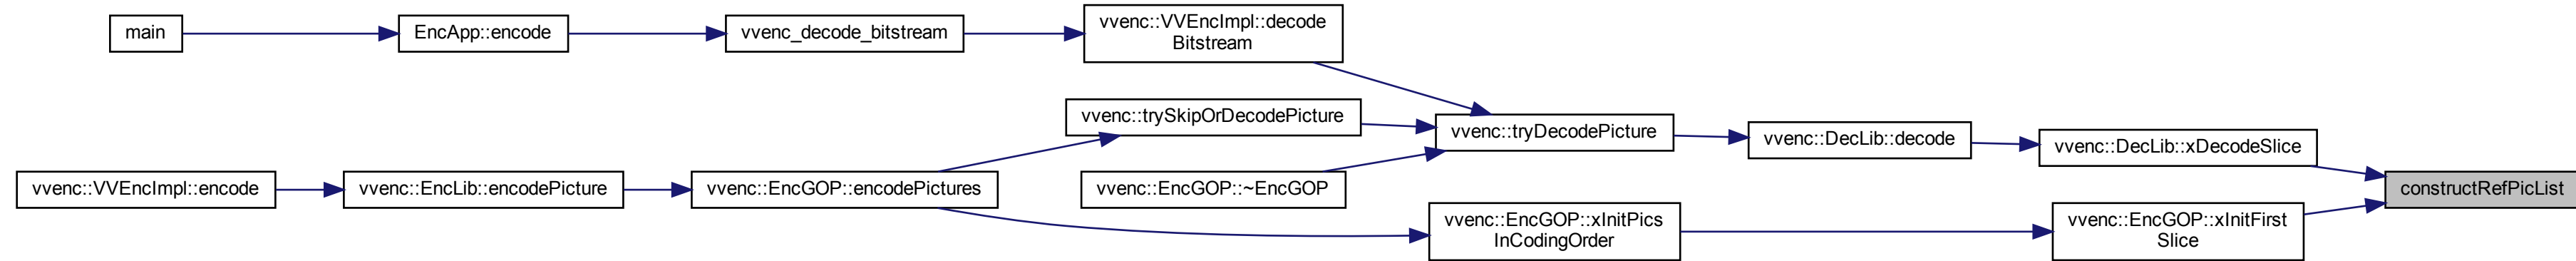 main
EncApp::encode
vvenc_decode_bitstream
vvenc::VVEncImpl::decode
Bitstream
vvenc::trySkipOrDecodePicture
vvenc::tryDecodePicture
vvenc::DecLib::decode
vvenc::DecLib::xDecodeSlice
constructRefPicList
vvenc::VVEncImpl::encode
vvenc::EncLib::encodePicture
vvenc::EncGOP::encodePictures
vvenc::EncGOP::~EncGOP
vvenc::EncGOP::xInitPics
InCodingOrder
vvenc::EncGOP::xInitFirst
Slice